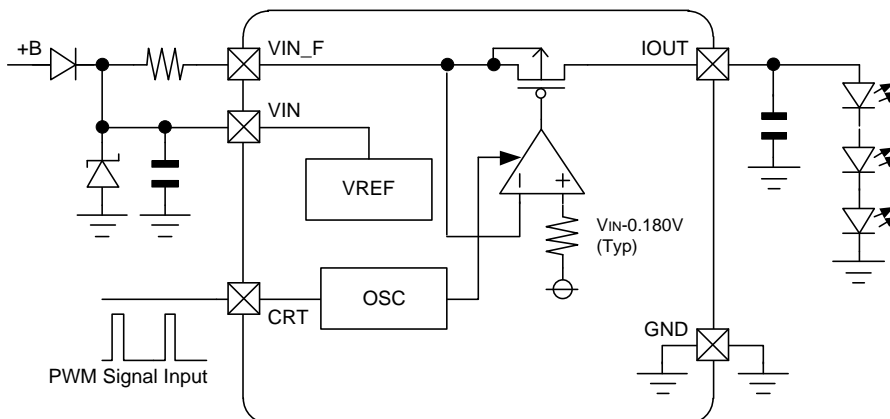 +B
VIN_F
IOUT
VIN
VREF
VIN-0.180V
(Typ)
OSC
CRT
GND
PWM Signal Input